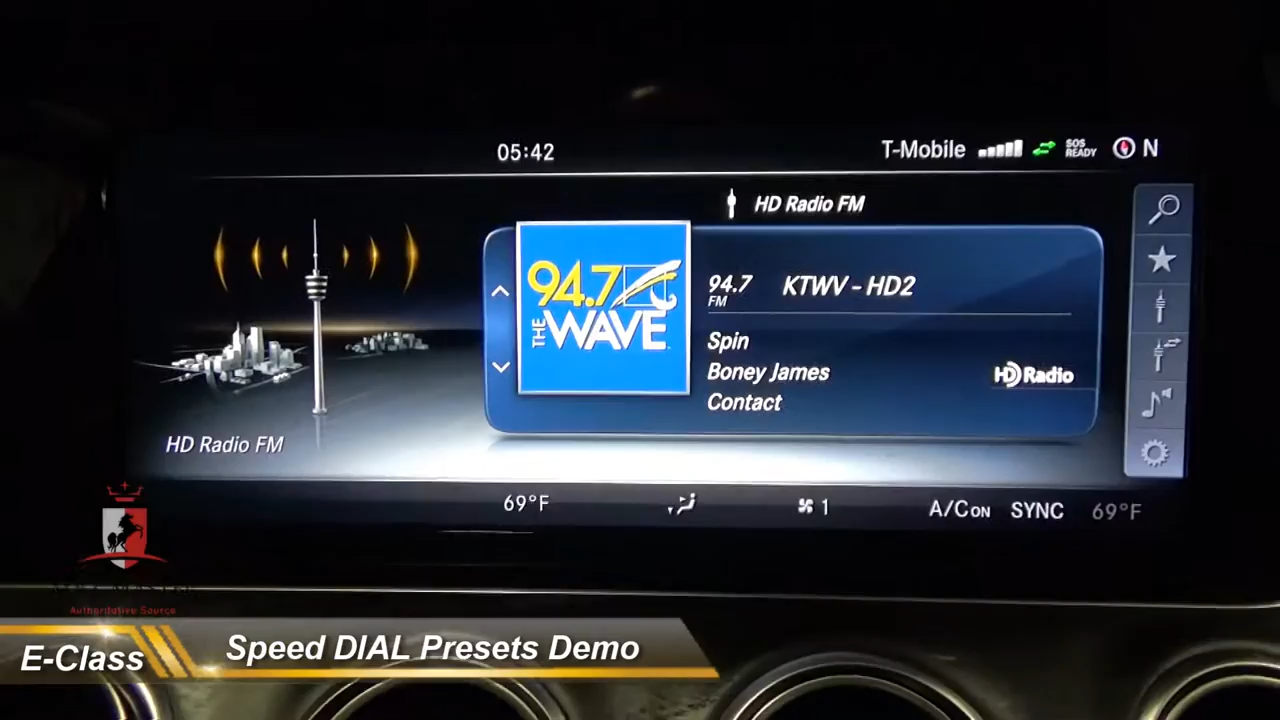 05:42
T-Mobile
SOS
READY
N
HD Radio FM
94.7
THE WAVE
94.7
FM
KTWV - HD2
Spin
Boney James
Contact
HD Radio
HD Radio FM
69°F
1
A/C ON
SYNC
69°F
Authoritative Source
E-Class
Speed DIAL Presets Demo